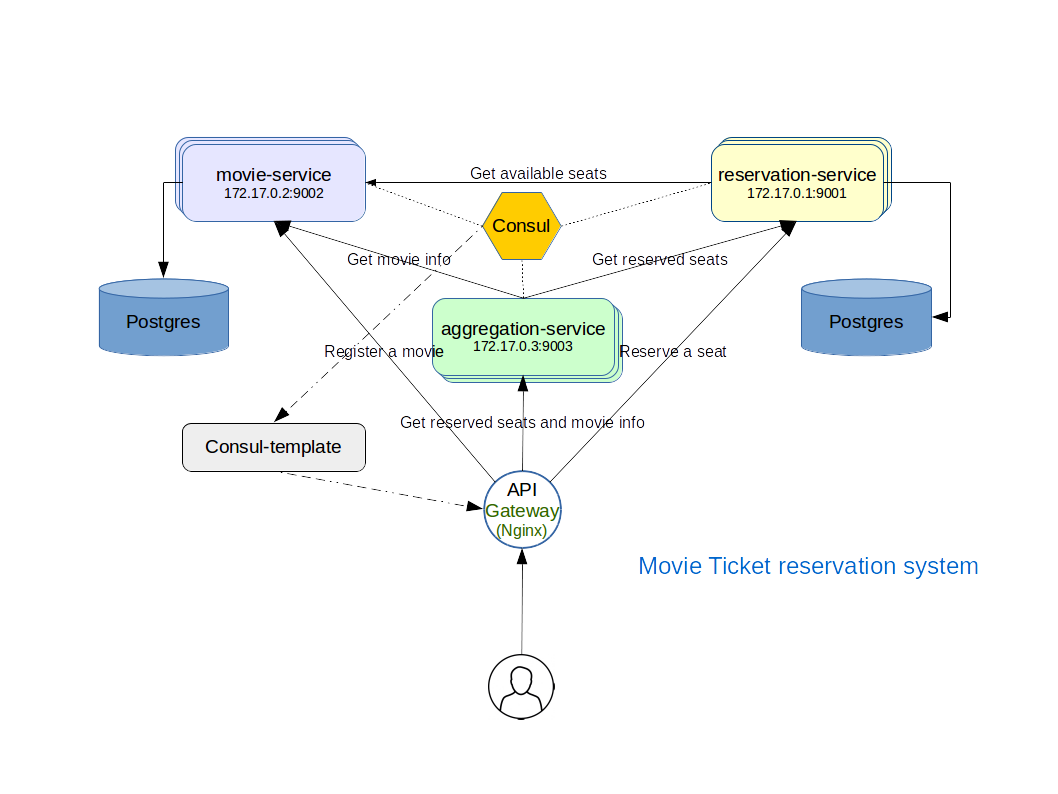 Get available seats
movie-service
172.17.0.2:9002
reservation-service
172.17.0.1:9001
Consul
Get movie info
Get reserved seats
Postgres
aggregation-service
172.17.0.3:9003
Postgres
Register a movie
Reserve a seat
Get reserved seats and movie info
Consul-template
API
Gateway
(Nginx)
Movie Ticket reservation system